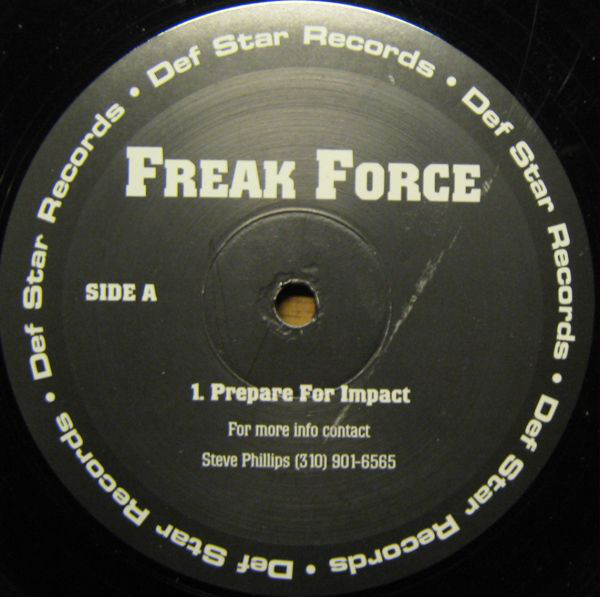 Def Star Records • Def Star Records • Def Star Records • Def Star Records • Def Star Records •
FREAK FORCE
SIDE A
1. Prepare For Impact
For more info contact
Steve Phillips (310) 901-6565